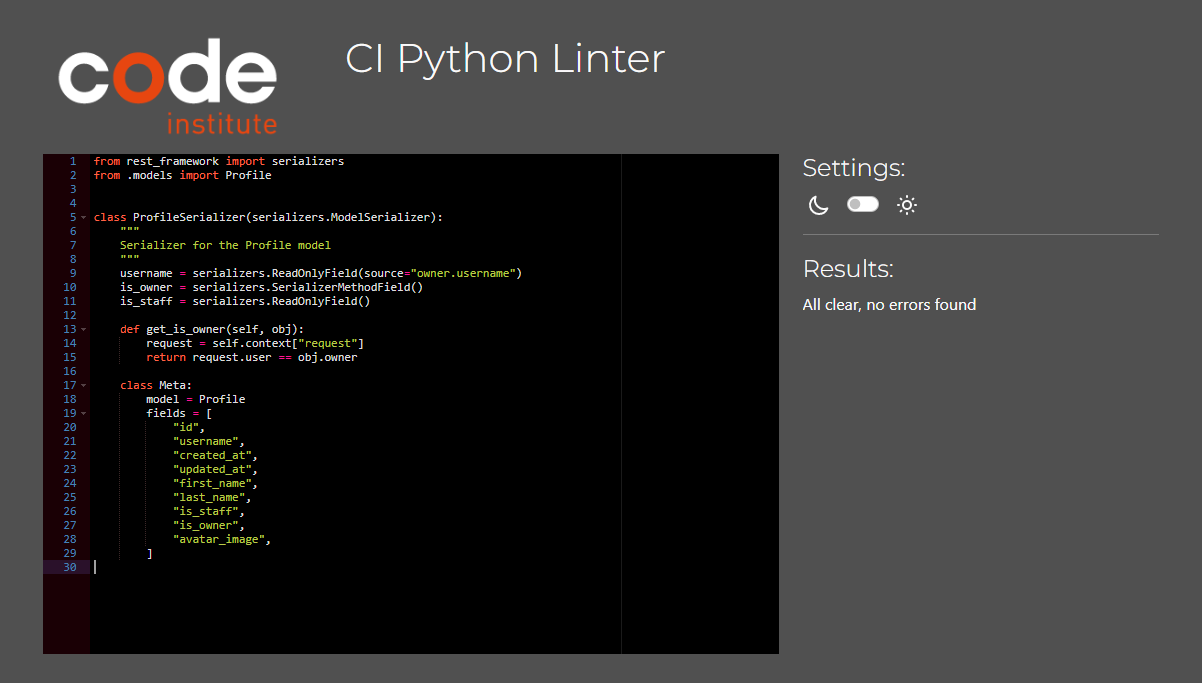 code
institute
CI Python Linter
1 from rest_framework import serializers
2 from .models import Profile
3
4
5 class ProfileSerializer(serializers.ModelSerializer):
6     """
7     Serializer for the Profile model
8     """
9     username = serializers.ReadOnlyField(source="owner.username")
10     is_owner = serializers.SerializerMethodField()
11     is_staff = serializers.ReadOnlyField()
12
13     def get_is_owner(self, obj):
14         request = self.context["request"]
15         return request.user == obj.owner
16
17     class Meta:
18         model = Profile
19         fields = [
20             "id",
21             "username",
22             "created_at",
23             "updated_at",
24             "first_name",
25             "last_name",
26             "is_staff",
27             "is_owner",
28             "avatar_image",
29         ]
30
Settings:
Results:
All clear, no errors found